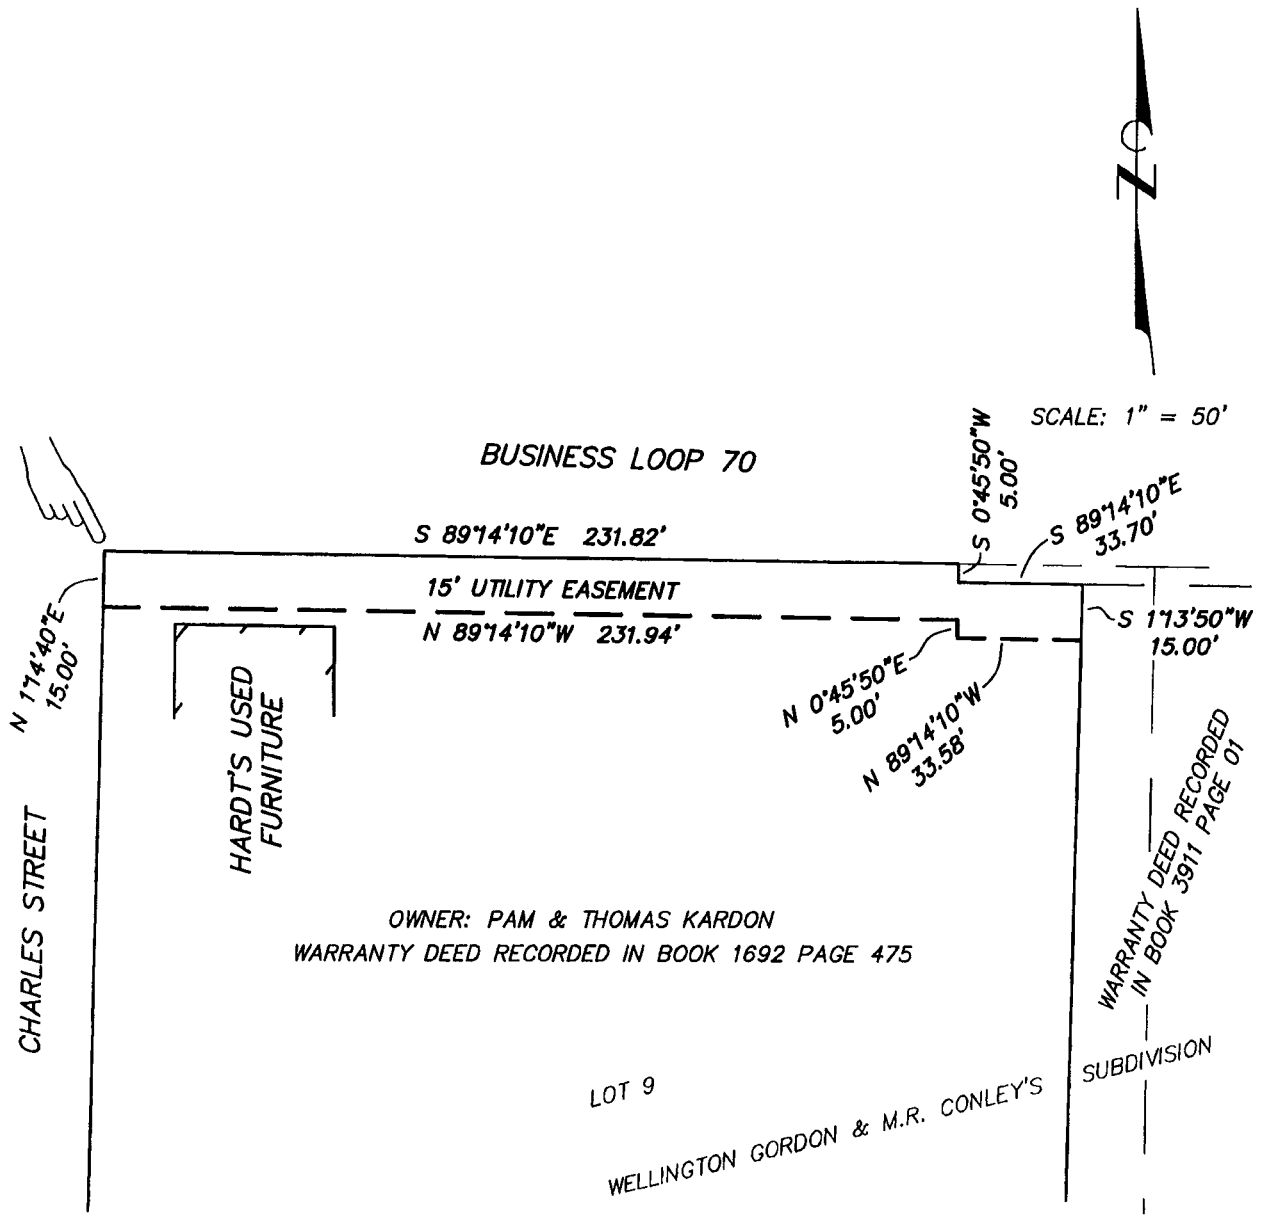 N
SCALE: 1" = 50'
BUSINESS LOOP 70
S 0°45'50"W
5.00'
S 89°14'10"E
33.70'
S 89°14'10"E 231.82'
15' UTILITY EASEMENT
N 89°14'10"W 231.94'
N 1°14'40"E
15.00'
S 1°13'50"W
15.00'
N 0°45'50"E
5.00'
N 89°14'10"W
33.58'
HARDT'S USED
FURNITURE
CHARLES STREET
WARRANTY DEED RECORDED
IN BOOK 3911 PAGE 01
OWNER: PAM & THOMAS KARDON
WARRANTY DEED RECORDED IN BOOK 1692 PAGE 475
LOT 9
WELLINGTON GORDON & M.R. CONLEY'S SUBDIVISION